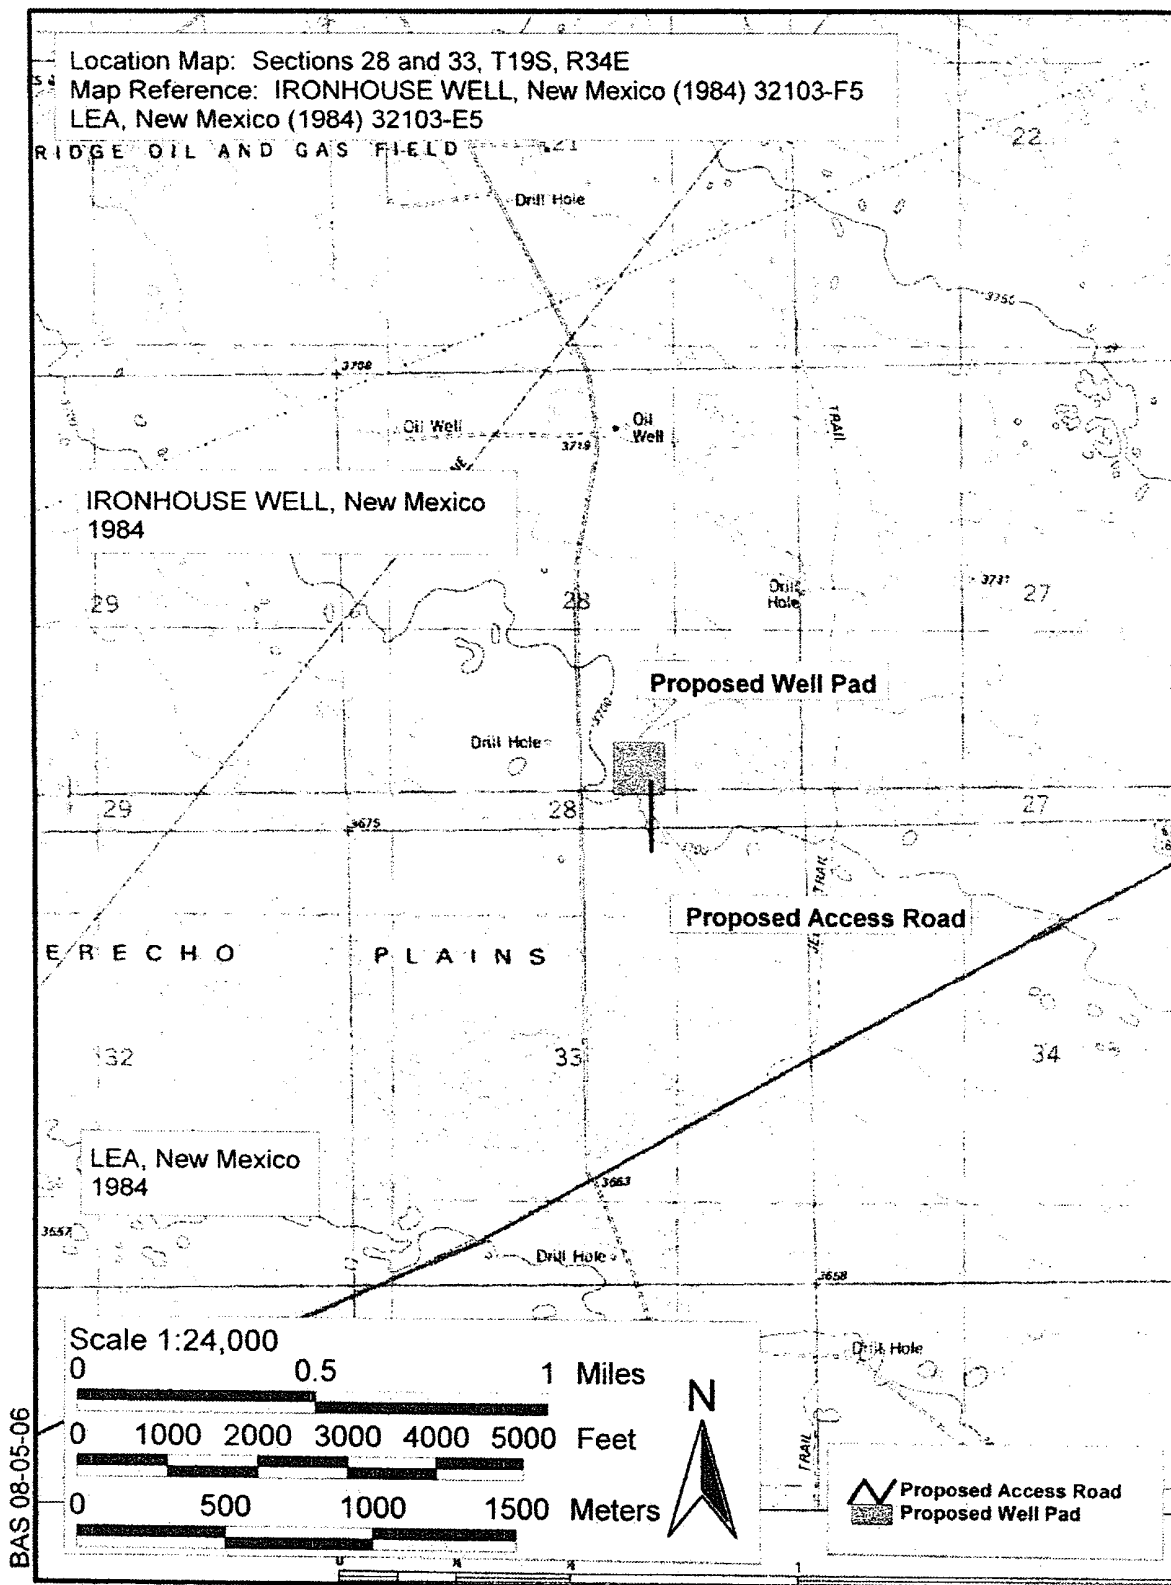 Location Map: Sections 28 and 33, T19S, R34E
Map Reference: IRONHOUSE WELL, New Mexico (1984) 32103-F5
LEA, New Mexico (1984) 32103-E5
RIDGE OIL AND GAS FIELD
21
22
Drill Hole
3750
3708
TRAIL
Oil Well
Oil
Well
3719
IRONHOUSE WELL, New Mexico
1984
29
28
Drill
Hole
3731
27
Proposed Well Pad
3700
Drill Hole
29
28
27
3675
TRAIL
Proposed Access Road
ERECHO PLAINS
32
33
34
LEA, New Mexico
1984
3663
3657
Drill Hole
3658
Scale 1:24,000
0 0.5 1 Miles
0 1000 2000 3000 4000 5000 Feet
0 500 1000 1500 Meters
N
Drill Hole
TRAIL
Proposed Access Road
Proposed Well Pad
BAS 08-05-06
1